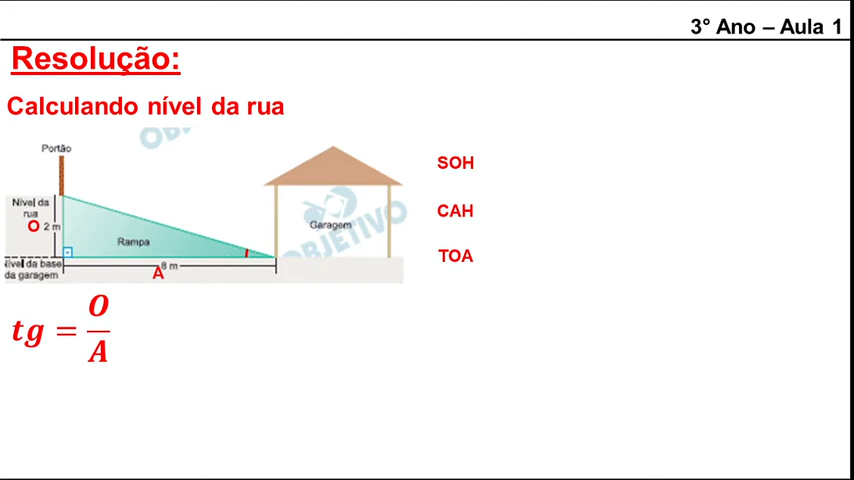 3° Ano – Aula 1
Resolução:
Calculando nível da rua
Portão
Nível da
rua
O 2 m
Rampa
Garagem
OBJETIVO
Nível da base
da garagem
8 m
A
SOH
CAH
TOA
tg = O/A